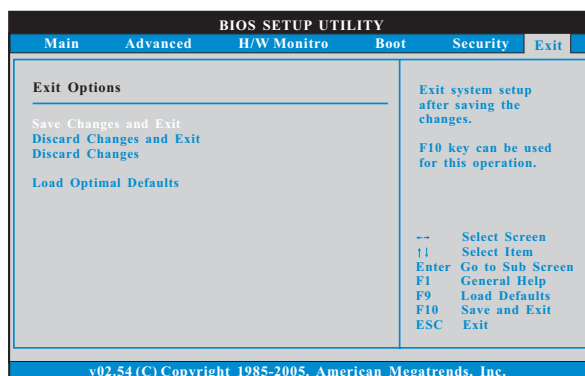 BIOS SETUP UTILITY
Main Advanced H/W Monitro Boot Security Exit
Exit Options
Save Changes and Exit
Discard Changes and Exit
Discard Changes
Load Optimal Defaults
Exit system setup
after saving the
changes.
F10 key can be used
for this operation.
←→ Select Screen
↑↓ Select Item
Enter Go to Sub Screen
F1 General Help
F9 Load Defaults
F10 Save and Exit
ESC Exit
v02.54 (C) Copyright 1985-2005, American Megatrends, Inc.